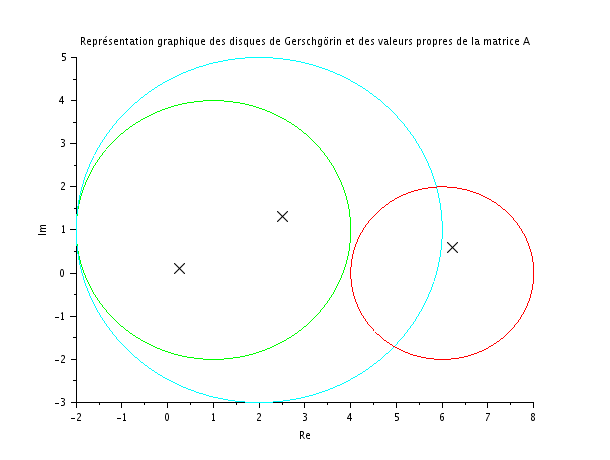 Représentation graphique des disques de Gerschgörin et des valeurs propres de la matrice A
5
4
3
2
1
0
-1
-2
-3
Im
-2 -1 0 1 2 3 4 5 6 7 8
Re